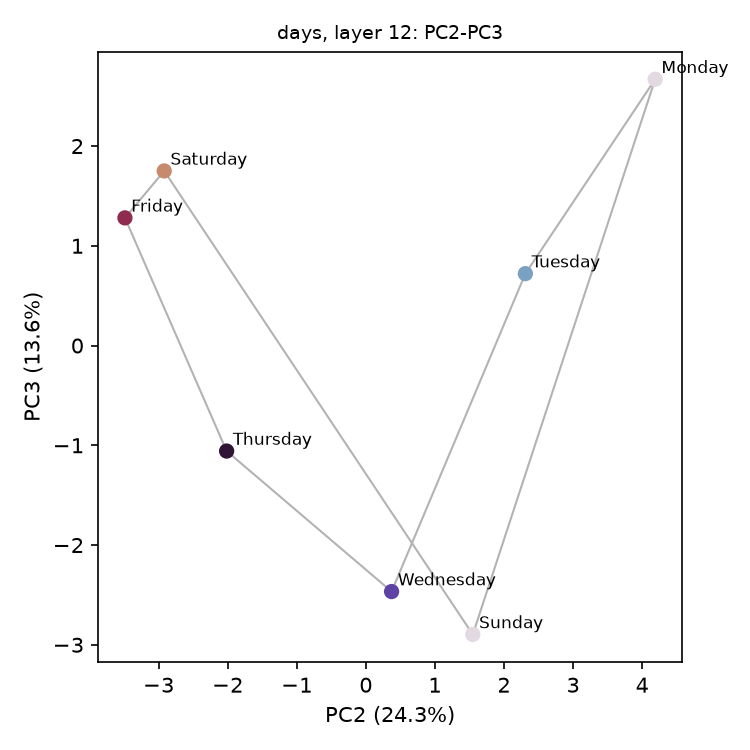 days, layer 12: PC2-PC3
Monday
Saturday
Friday
Tuesday
Thursday
Wednesday
Sunday
2
1
0
−1
−2
−3
PC3 (13.6%)
−3
−2
−1
0
1
2
3
4
PC2 (24.3%)